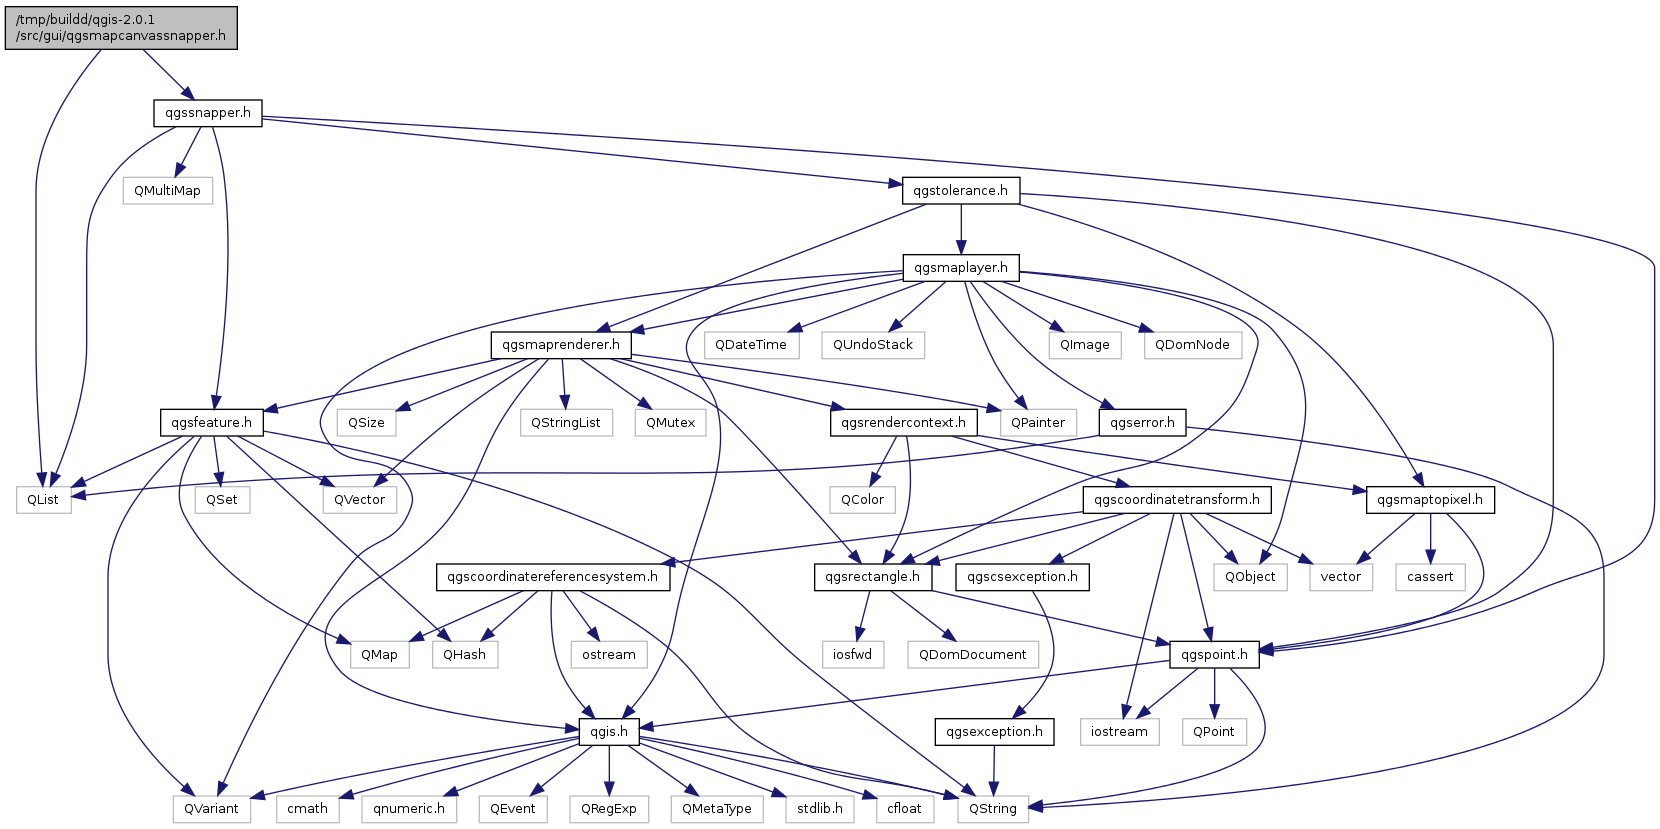 /tmp/buildd/qgis-2.0.1
/src/gui/qgsmapcanvassnapper.h
qgssnapper.h
QMultiMap
qgstolerance.h
qgsmaplayer.h
qgsmaprenderer.h
QDateTime
QUndoStack
QImage
QDomNode
qgsfeature.h
QSize
QStringList
QMutex
qgsrendercontext.h
QPainter
qgserror.h
QList
QSet
QVector
QColor
qgscoordinatetransform.h
qgsmaptopixel.h
qgscoordinatereferencesystem.h
qgsrectangle.h
qgscsexception.h
QObject
vector
cassert
QMap
QHash
ostream
iosfwd
QDomDocument
qgspoint.h
qgis.h
qgsexception.h
iostream
QPoint
QVariant
cmath
qnumeric.h
QEvent
QRegExp
QMetaType
stdlib.h
cfloat
QString